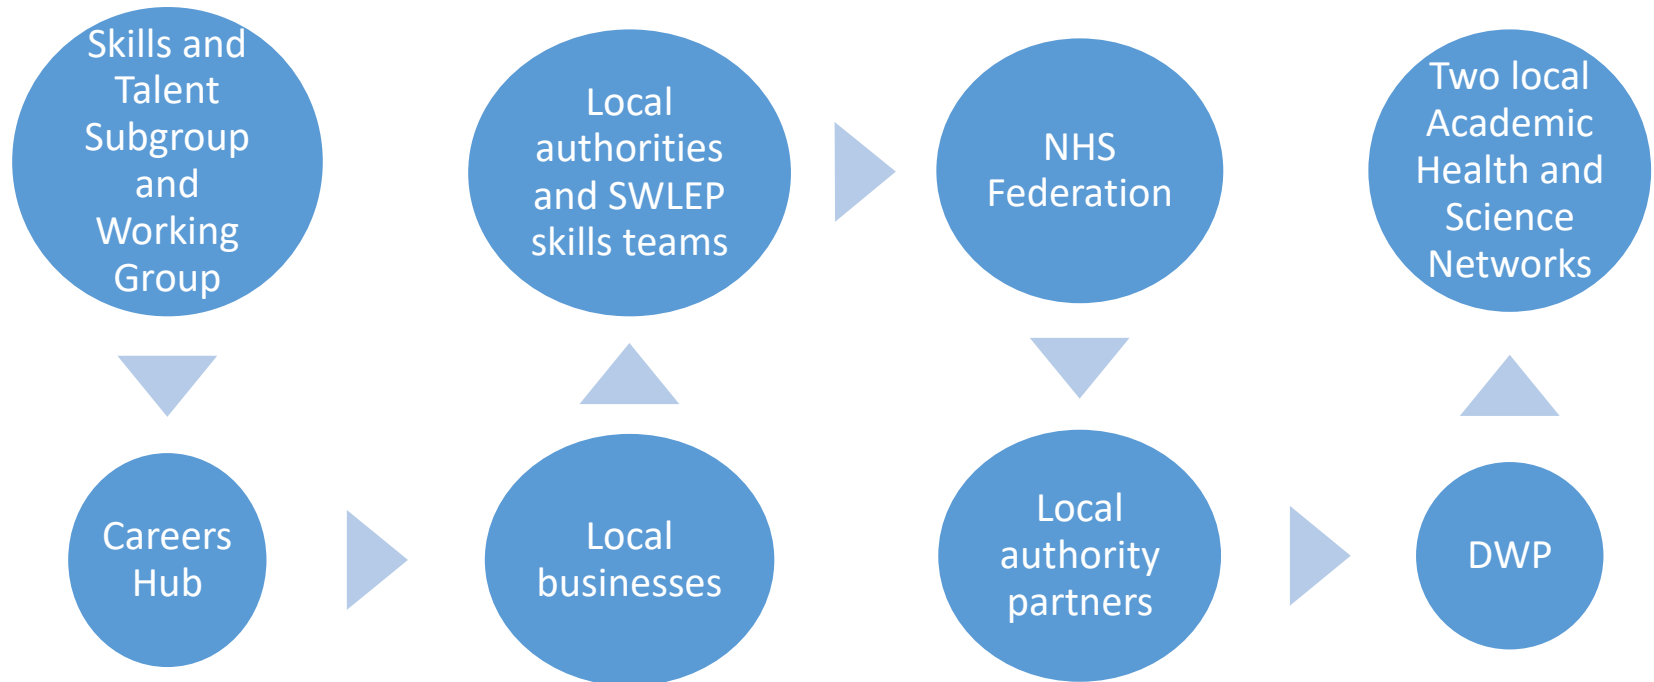 Skills and
Talent
Subgroup
and
Working
Group
Careers
Hub
Local
businesses
Local
authorities
and SWLEP
skills teams
NHS
Federation
Local
authority
partners
DWP
Two local
Academic
Health and
Science
Networks